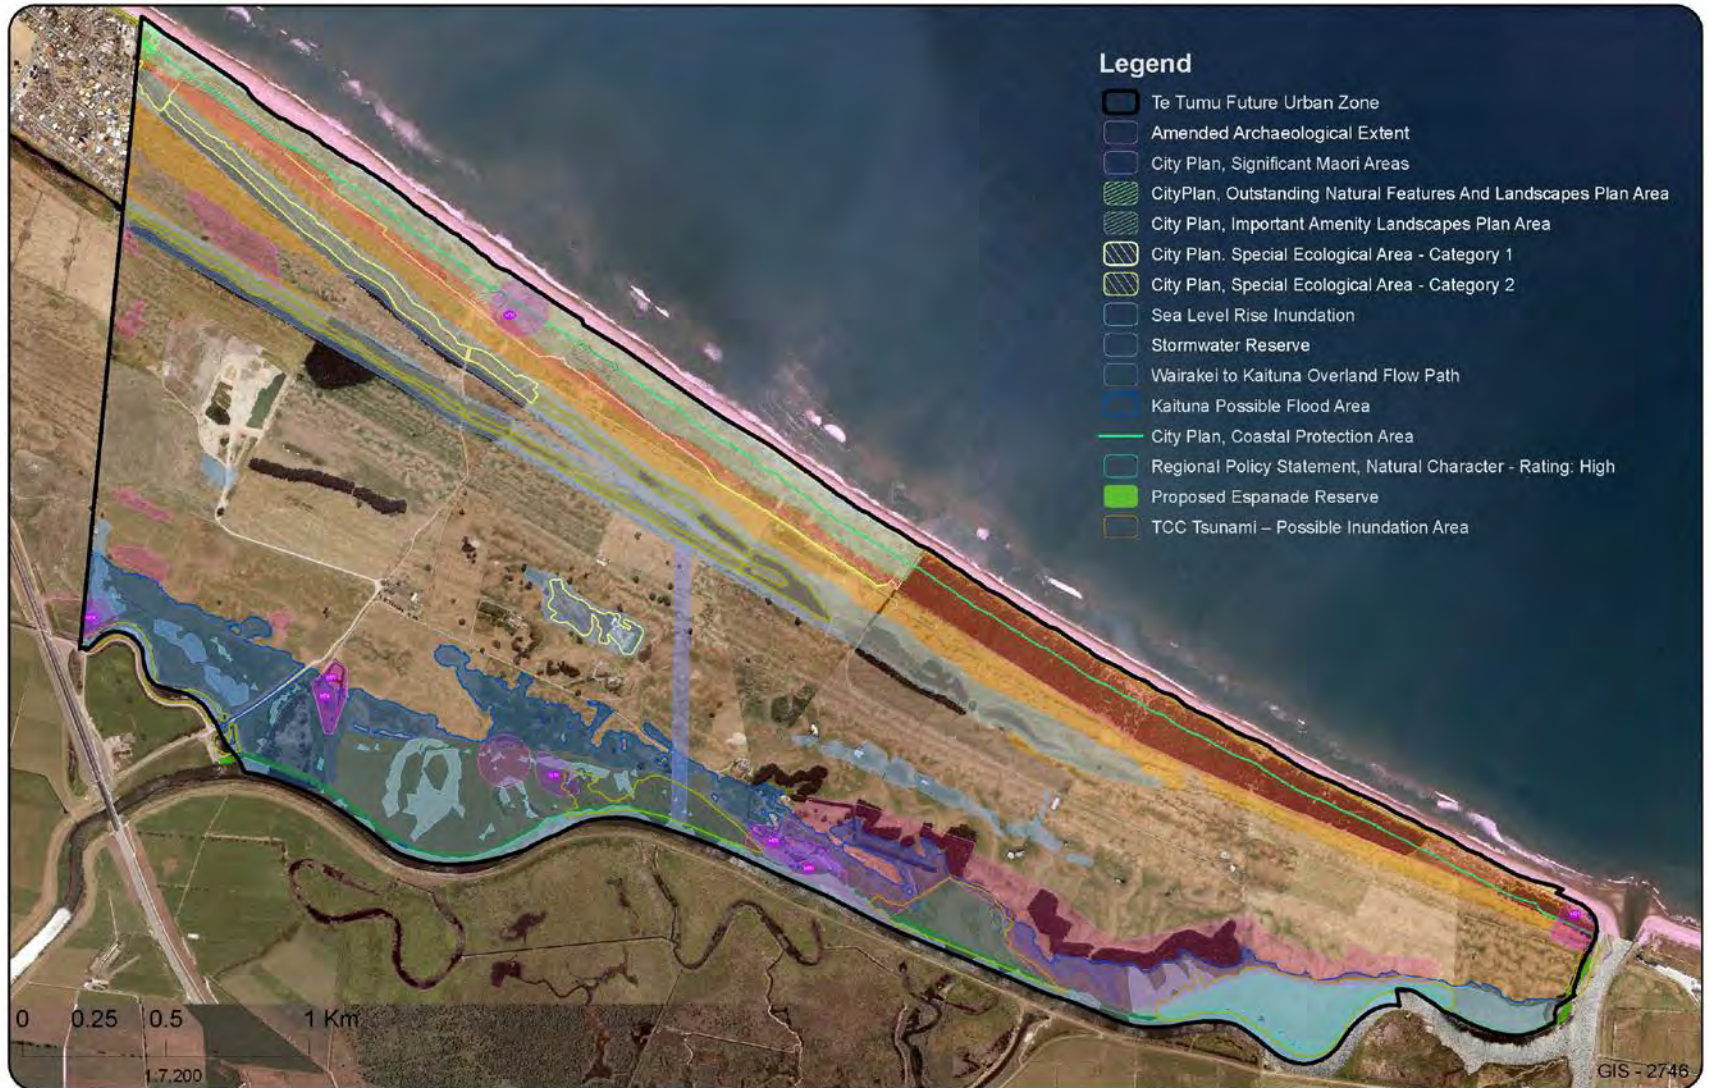 Legend
Te Tumu Future Urban Zone
Amended Archaeological Extent
City Plan, Significant Maori Areas
CityPlan, Outstanding Natural Features And Landscapes Plan Area
City Plan, Important Amenity Landscapes Plan Area
City Plan. Special Ecological Area - Category 1
City Plan, Special Ecological Area - Category 2
Sea Level Rise Inundation
Stormwater Reserve
Wairakei to Kaituna Overland Flow Path
Kaituna Possible Flood Area
City Plan, Coastal Protection Area
Regional Policy Statement, Natural Character - Rating: High
Proposed Espanade Reserve
TCC Tsunami – Possible Inundation Area
0 0.25 0.5 1 Km
1:7,200
GIS - 2746